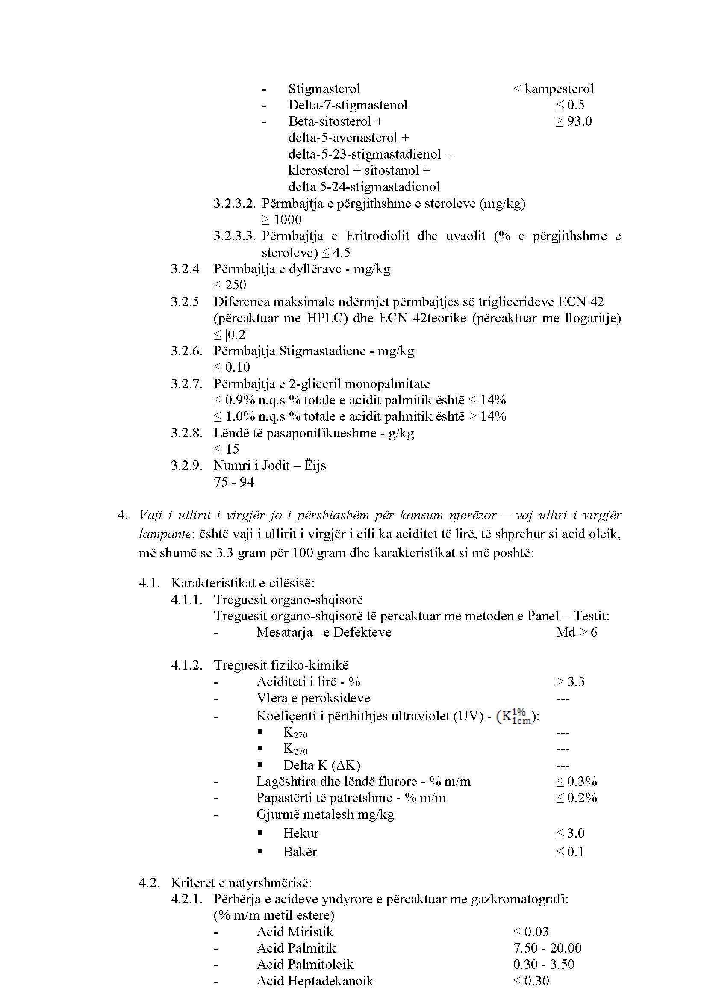 - Stigmasterol < kampesterol
- Delta-7-stigmastenol ≤ 0.5
- Beta-sitosterol + ≥ 93.0
delta-5-avenasterol +
delta-5-23-stigmastadienol +
klerosterol + sitostanol +
delta 5-24-stigmastadienol
3.2.3.2. Përmbajtja e përgjithshme e steroleve (mg/kg)
≥ 1000
3.2.3.3. Përmbajtja e Eritrodiolit dhe uvaolit (% e përgjithshme e
steroleve) ≤ 4.5
3.2.4 Përmbajtja e dyllërave - mg/kg
≤ 250
3.2.5 Diferenca maksimale ndërmjet përmbajtjes së triglicerideve ECN 42
(përcaktuar me HPLC) dhe ECN 42teorike (përcaktuar me llogaritje)
≤ |0.2|
3.2.6. Përmbajtja Stigmastadiene - mg/kg
≤ 0.10
3.2.7. Përmbajtja e 2-gliceril monopalmitate
≤ 0.9% n.q.s % totale e acidit palmitik është ≤ 14%
≤ 1.0% n.q.s % totale e acidit palmitik është > 14%
3.2.8. Lëndë të pasaponifikueshme - g/kg
≤ 15
3.2.9. Numri i Jodit – Ëijs
75 - 94
4. Vaji i ullirit i virgjër jo i përshtashëm për konsum njerëzor – vaj ulliri i virgjër
lampante: është vaji i ullirit i virgjër i cili ka aciditet të lirë, të shprehur si acid oleik,
më shumë se 3.3 gram për 100 gram dhe karakteristikat si më poshtë:
4.1. Karakteristikat e cilësisë:
4.1.1. Treguesit organo-shqisorë
Treguesit organo-shqisorë të percaktuar me metoden e Panel – Testit:
- Mesatarja e Defekteve Md > 6
4.1.2. Treguesit fiziko-kimikë
- Aciditeti i lirë - % > 3.3
- Vlera e peroksideve ---
- Koefiçenti i përthithjes ultraviolet (UV) - (K1%1cm):
▪ K270 ---
▪ K270 ---
▪ Delta K (ΔK) ---
- Lagështira dhe lëndë flurore - % m/m ≤ 0.3%
- Papastërti të patretshme - % m/m ≤ 0.2%
- Gjurmë metalesh mg/kg
▪ Hekur ≤ 3.0
▪ Bakër ≤ 0.1
4.2. Kriteret e natyrshmërisë:
4.2.1. Përbërja e acideve yndyrore e përcaktuar me gazkromatografi:
(% m/m metil estere)
- Acid Miristik ≤ 0.03
- Acid Palmitik 7.50 - 20.00
- Acid Palmitoleik 0.30 - 3.50
- Acid Heptadekanoik ≤ 0.30